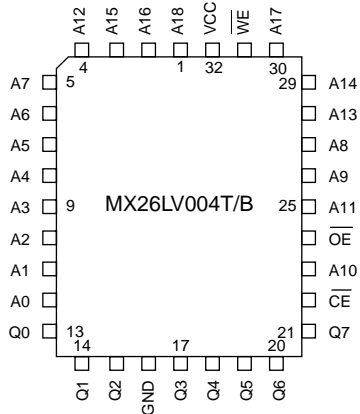 A12 A15 A16 A18 VCC WE A17
4 1 32 30
A7 5 29 A14
A6 A13
A5 A8
A4 A9
A3 9 MX26LV004T/B 25 A11
A2 OE
A1 A10
A0 CE
Q0 13 21 Q7
14 17 20
Q1 Q2 GND Q3 Q4 Q5 Q6